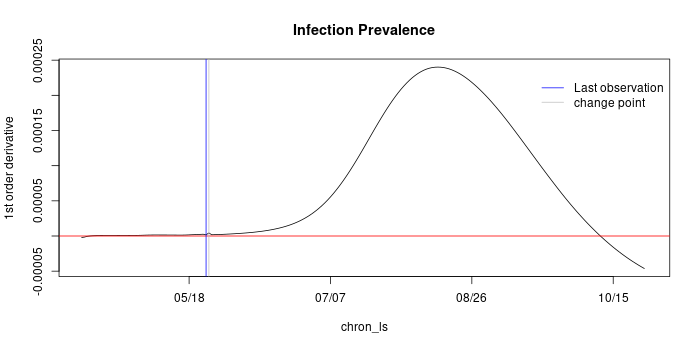 Infection Prevalence
1st order derivative
0.00025
0.00015
0.00005
-0.00005
Last observation
change point
05/18
07/07
08/26
10/15
chron_ls